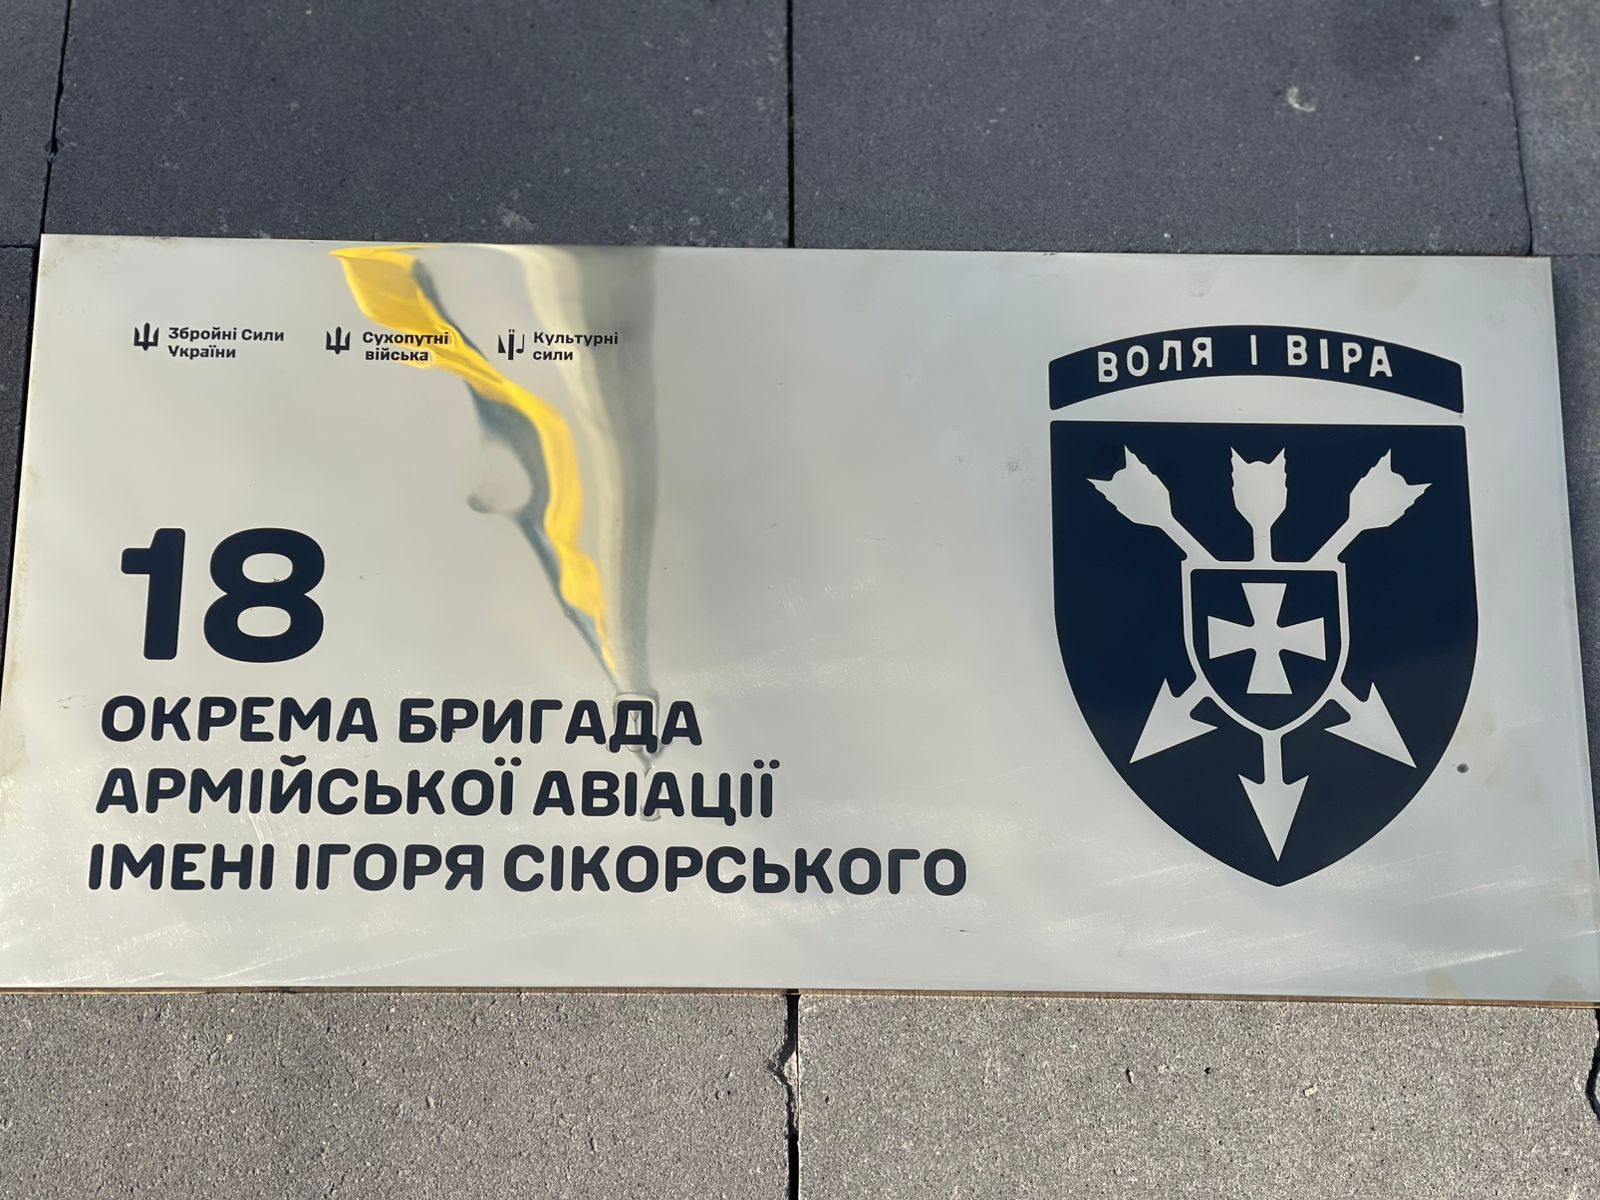 Збройні Сили
України
Сухопутні
війська
Культурні
сили
ВОЛЯ І ВІРА
18
ОКРЕМА БРИГАДА
АРМІЙСЬКОЇ АВІАЦІЇ
ІМЕНІ ІГОРЯ СІКОРСЬКОГО